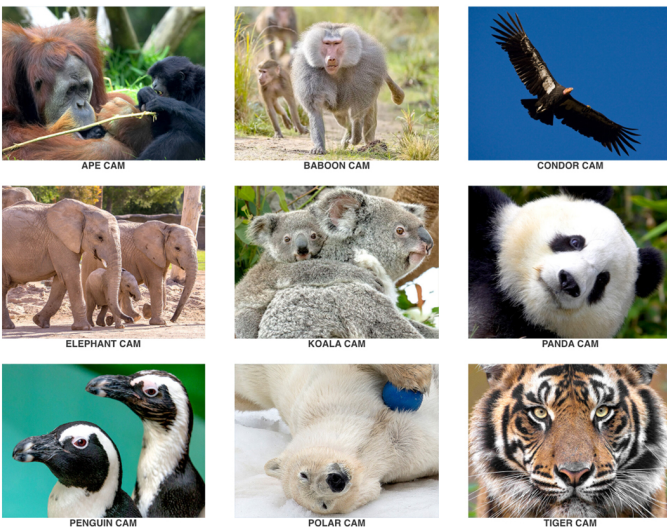 APE CAM
BABOON CAM
CONDOR CAM
ELEPHANT CAM
KOALA CAM
PANDA CAM
PENGUIN CAM
POLAR CAM
TIGER CAM